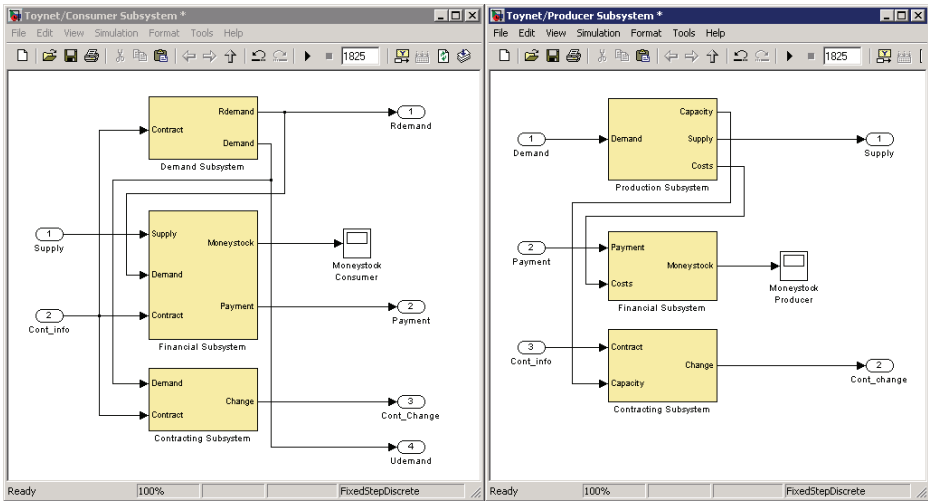 Toynet/Consumer Subsystem *
File Edit View Simulation Format Tools Help
1825
Contract
Rdemand
Demand
Demand Subsystem
1
Rdemand
1
Supply
Supply
Moneystock
Demand
Payment
Contract
Financial Subsystem
Moneystock
Consumer
2
Payment
2
Cont_info
Demand
Change
Contract
Contracting Subsystem
3
Cont_Change
4
Udemand
Ready
100%
FixedStepDiscrete
Toynet/Producer Subsystem *
File Edit View Simulation Format Tools Help
1825
1
Demand
Capacity
Demand
Supply
Costs
Production Subsystem
1
Supply
2
Payment
Payment
Moneystock
Costs
Financial Subsystem
Moneystock
Producer
3
Cont_info
Contract
Change
Capacity
Contracting Subsystem
2
Cont_change
Ready
100%
FixedStepDiscrete